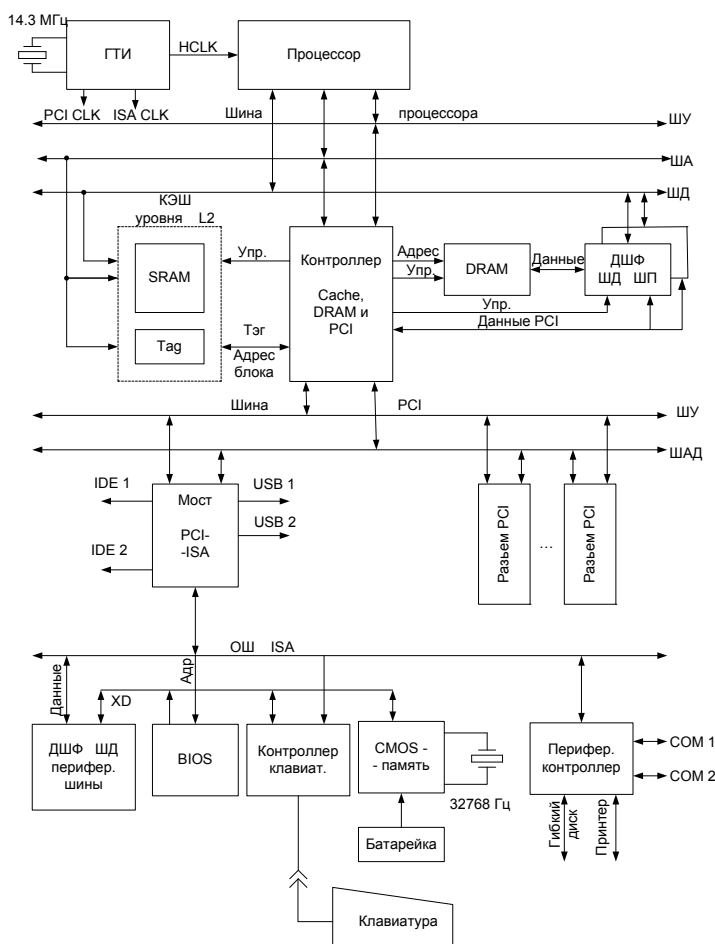 14.3 МГц
ГТИ
HCLK
Процессор
PCI CLK
ISA CLK
Шина
процессора
ШУ
ША
ШД
КЭШ
уровня L2
SRAM
Tag
Упр.
Тэг
Адрес
блока
Контроллер
Cache,
DRAM и
PCI
Адрес
Упр.
DRAM
Данные
ДШФ
ШД ШП
Упр.
Данные PCI
Шина
PCI
ШУ
ШАД
IDE 1
IDE 2
Мост
PCI-
-ISA
USB 1
USB 2
Разьем PCI
...
Разьем PCI
ОШ ISA
Данные
XD
Адр
ДШФ ШД
перифер.
шины
BIOS
Контроллер
клавиат.
CMOS -
- память
32768 Гц
Батарейка
Перифер.
контроллер
COM 1
COM 2
Гибкий
диск
Принтер
Клавиатура